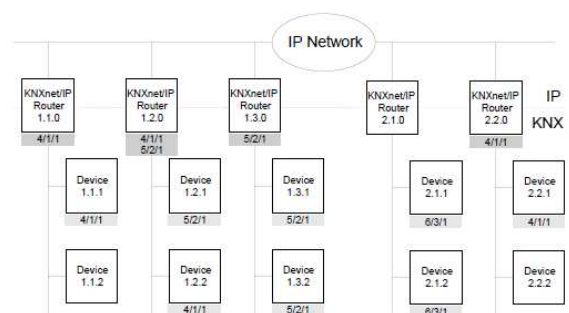 IP Network
KNXnet/IP
Router
1.1.0
4/1/1
KNXnet/IP
Router
1.2.0
4/1/1
5/2/1
KNXnet/IP
Router
1.3.0
5/2/1
KNXnet/IP
Router
2.1.0
KNXnet/IP
Router
2.2.0
4/1/1
IP
KNX
Device
1.1.1
4/1/1
Device
1.2.1
5/2/1
Device
1.3.1
5/2/1
Device
2.1.1
6/3/1
Device
2.2.1
4/1/1
Device
1.1.2
Device
1.2.2
4/1/1
Device
1.3.2
5/2/1
Device
2.1.2
6/3/1
Device
2.2.2